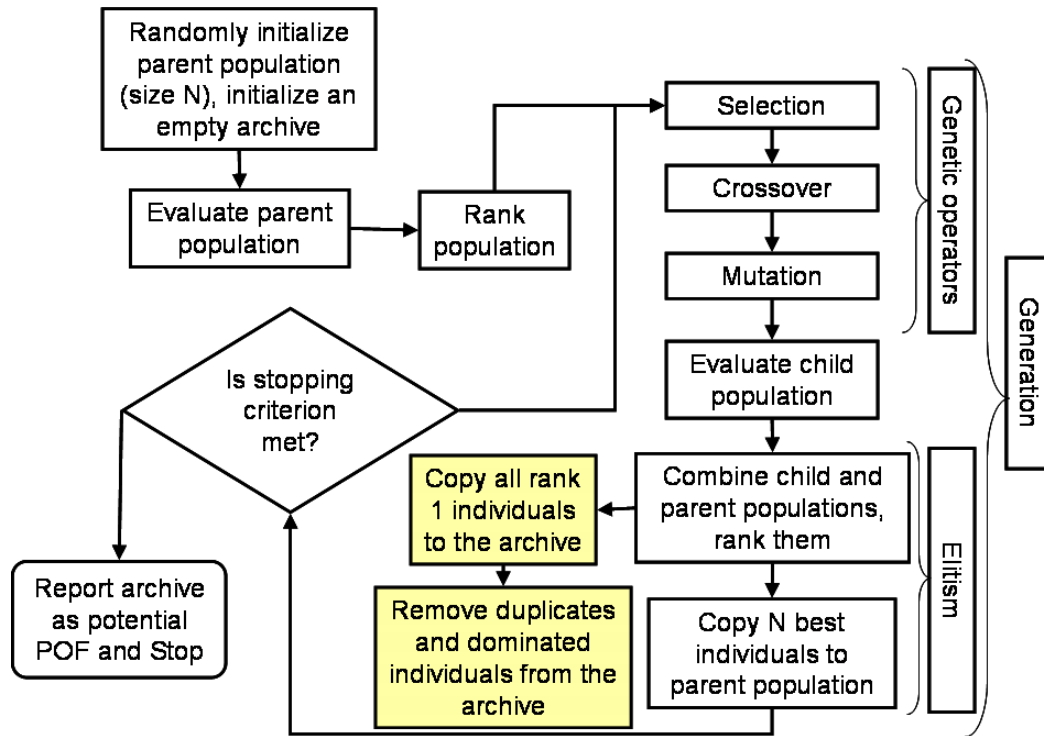 Randomly initialize
parent population
(size N), initialize an
empty archive
Evaluate parent
population
Rank
population
Selection
Crossover
Mutation
Genetic operators
Generation
Evaluate child
population
Is stopping
criterion
met?
Copy all rank
1 individuals
to the archive
Combine child and
parent populations,
rank them
Elitism
Report archive
as potential
POF and Stop
Remove duplicates
and dominated
individuals from the
archive
Copy N best
individuals to
parent population